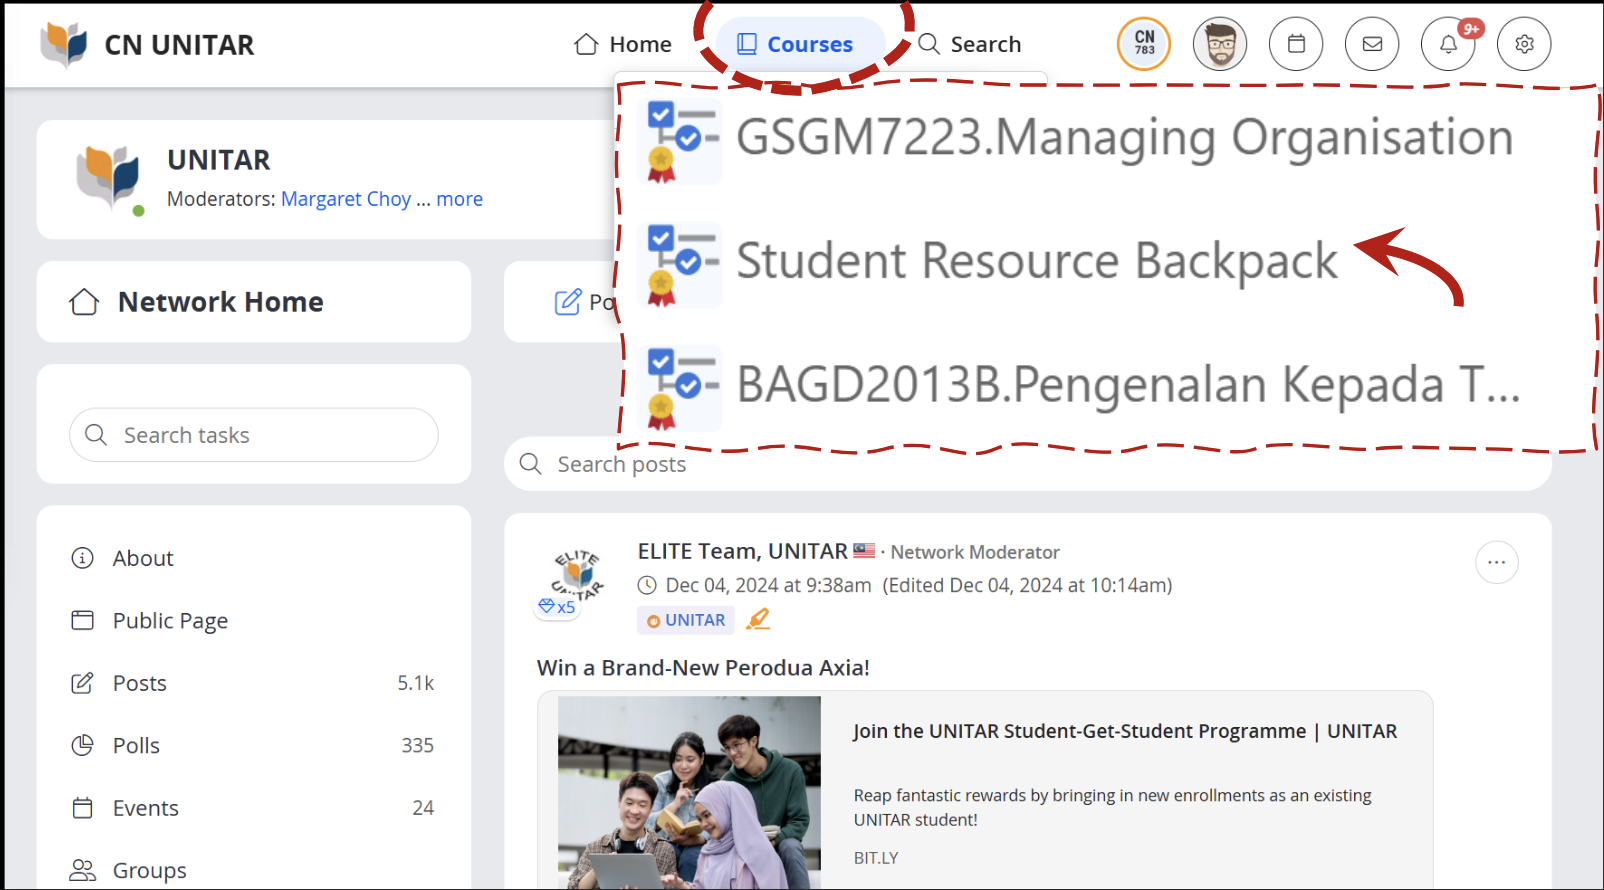 CN UNITAR
Home
Courses
Search
CN
783
9+
GSGM7223.Managing Organisation
Student Resource Backpack
BAGD2013B.Pengenalan Kepada T...
UNITAR
Moderators: Margaret Choy ... more
Network Home
Po
Search tasks
Search posts
About
Public Page
Posts 5.1k
Polls 335
Events 24
Groups
ELITE
UNITAR
x5
ELITE Team, UNITAR · Network Moderator
Dec 04, 2024 at 9:38am (Edited Dec 04, 2024 at 10:14am)
UNITAR
Win a Brand-New Perodua Axia!
Join the UNITAR Student-Get-Student Programme | UNITAR
Reap fantastic rewards by bringing in new enrollments as an existing
UNITAR student!
BIT.LY